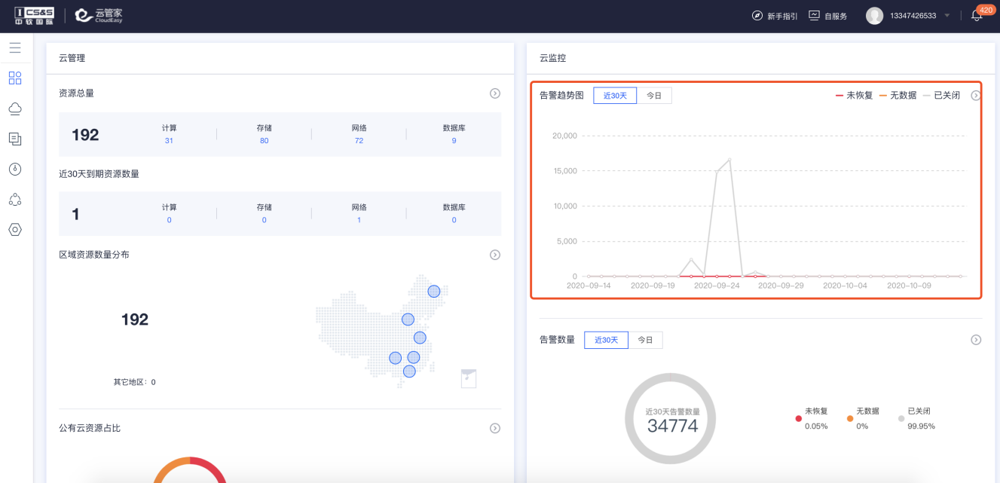 CS&S
中软国际
云管家
CloudEasy
新手指引
自服务
13347426533
420
云管理
资源总量
192
计算
31
存储
80
网络
72
数据库
9
近30天到期资源数量
1
计算
0
存储
0
网络
1
数据库
0
区域资源数量分布
192
其它地区: 0
公有云资源占比
云监控
告警趋势图
近30天
今日
未恢复
无数据
已关闭
20,000
15,000
10,000
5,000
0
2020-09-14
2020-09-19
2020-09-24
2020-09-29
2020-10-04
2020-10-09
告警数量
近30天
今日
近30天告警数量
34774
未恢复
0.05%
无数据
0%
已关闭
99.95%